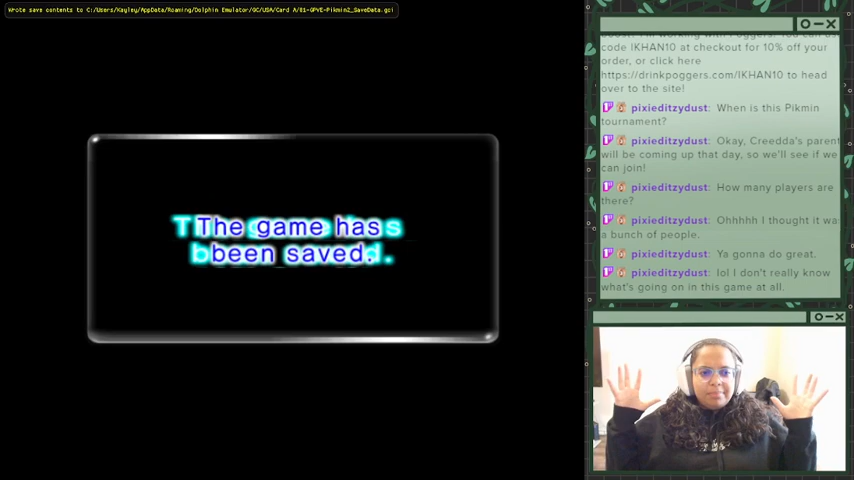 Wrote save contents to C:/Users/Kayley/AppData/Roaming/Dolphin Emulator/GC/USA/Card A/01-GPVE-Pikmin2_SaveData.gci
The game has
been saved.
code IKHAN10 at checkout for 10% off your
order, or click here
https://drinkpoggers.com/IKHAN10 to head
over to the site!
pixieditzydust: When is this Pikmin
tournament?
pixieditzydust: Okay, Creedda's parent
will be coming up that day, so we'll see if we
can join!
pixieditzydust: How many players are
there?
pixieditzydust: Ohhhhh I thought it wa
a bunch of people.
pixieditzydust: Ya gonna do great.
pixieditzydust: lol I don't really know
what's going on in this game at all.